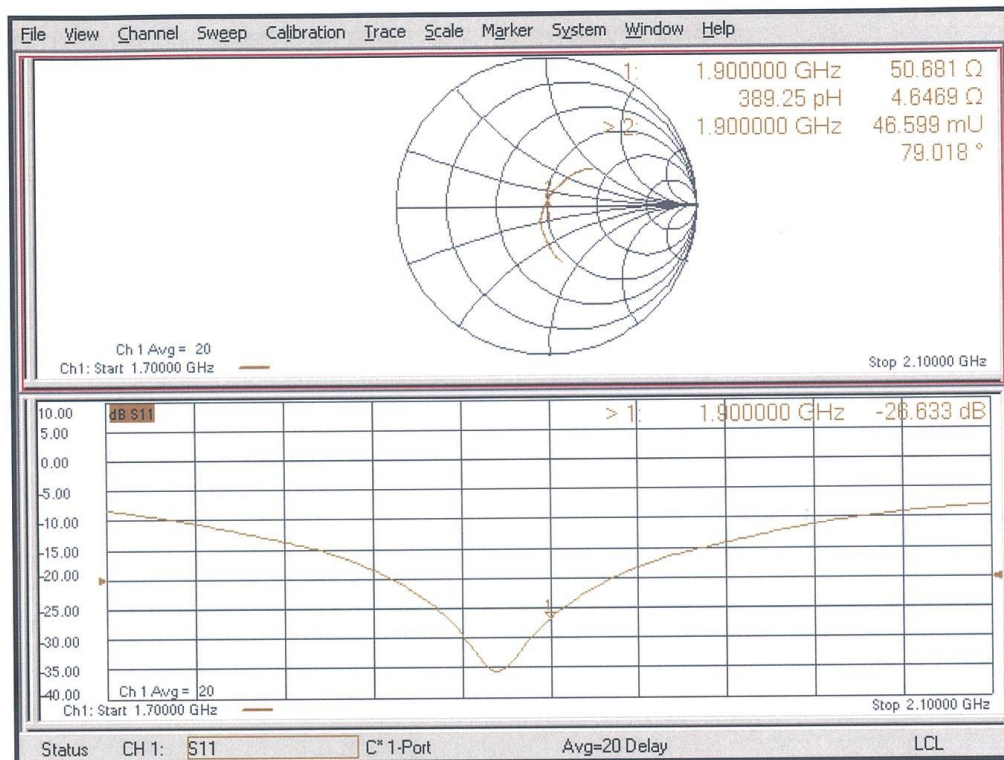 File View Channel Sweep Calibration Trace Scale Marker System Window Help
1: 1.900000 GHz 50.681 Ω
389.25 pH 4.6469 Ω
> 2: 1.900000 GHz 46.599 mU
79.018 °
Ch 1 Avg = 20
Ch1: Start 1.70000 GHz
Stop 2.10000 GHz
10.00
dB S11
> 1: 1.900000 GHz -26.633 dB
5.00
0.00
-5.00
-10.00
-15.00
-20.00
-25.00
1
-30.00
-35.00
-40.00
Ch 1 Avg = 20
Ch1: Start 1.70000 GHz
Stop 2.10000 GHz
Status CH 1: S11 C* 1-Port Avg=20 Delay LCL